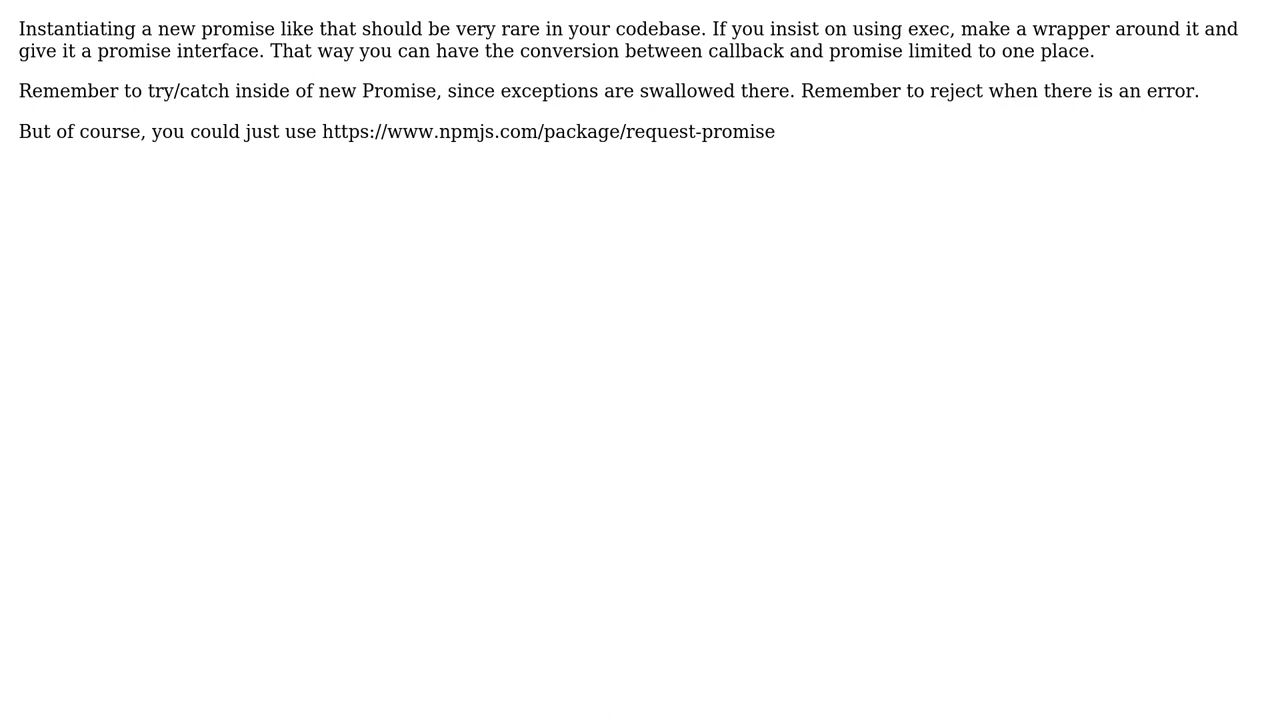 Instantiating a new promise like that should be very rare in your codebase. If you insist on using exec, make a wrapper around it and
give it a promise interface. That way you can have the conversion between callback and promise limited to one place.
Remember to try/catch inside of new Promise, since exceptions are swallowed there. Remember to reject when there is an error.
But of course, you could just use https://www.npmjs.com/package/request-promise